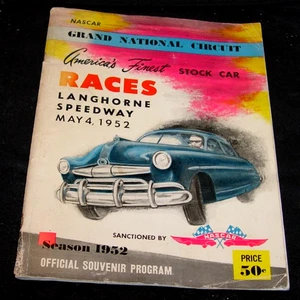 NASCAR
GRAND NATIONAL CIRCUIT
America's Finest STOCK CAR
RACES
LANGHORNE
SPEEDWAY
MAY 4, 1952
SANCTIONED BY
NASCAR
Season 1952
OFFICIAL SOUVENIR PROGRAM
PRICE
50¢